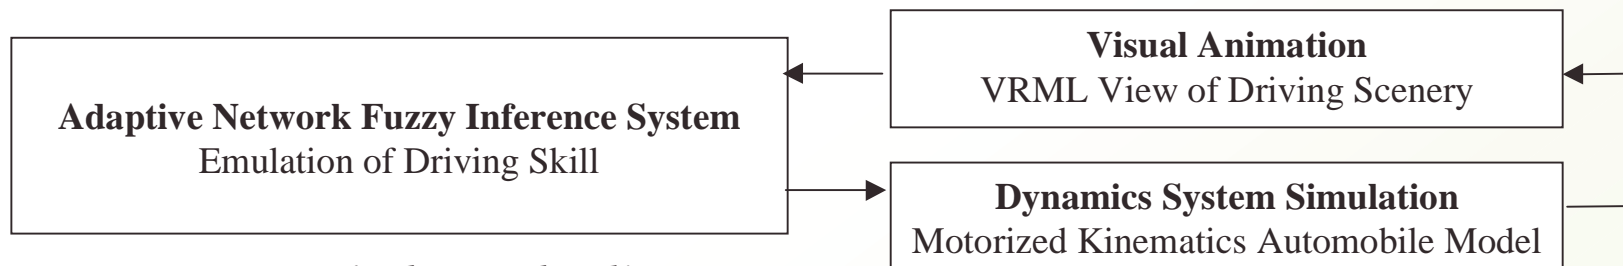 Visual Animation
VRML View of Driving Scenery
Adaptive Network Fuzzy Inference System
Emulation of Driving Skill
Dynamics System Simulation
Motorized Kinematics Automobile Model